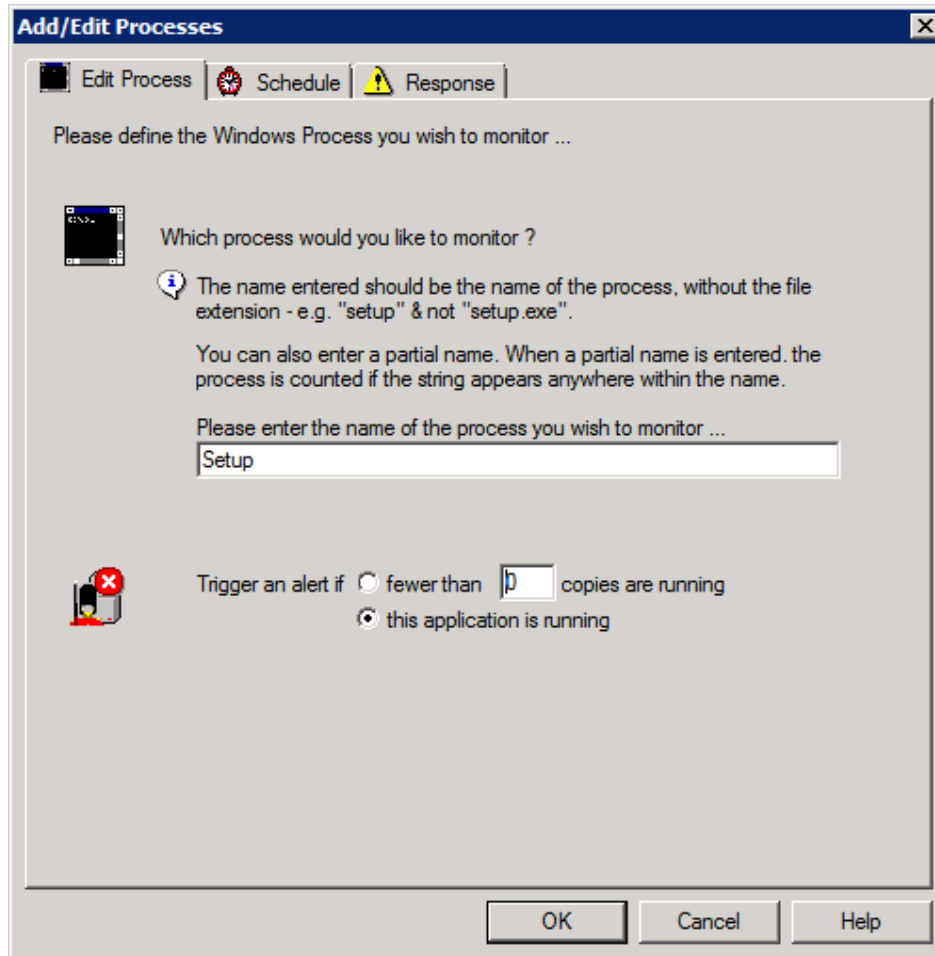 Add/Edit Processes
Edit Process Schedule Response
Please define the Windows Process you wish to monitor ...
Which process would you like to monitor ?
The name entered should be the name of the process, without the file
extension - e.g. "setup" & not "setup.exe".
You can also enter a partial name. When a partial name is entered. the
process is counted if the string appears anywhere within the name.
Please enter the name of the process you wish to monitor ...
Setup
Trigger an alert if fewer than 0 copies are running
this application is running
OK Cancel Help